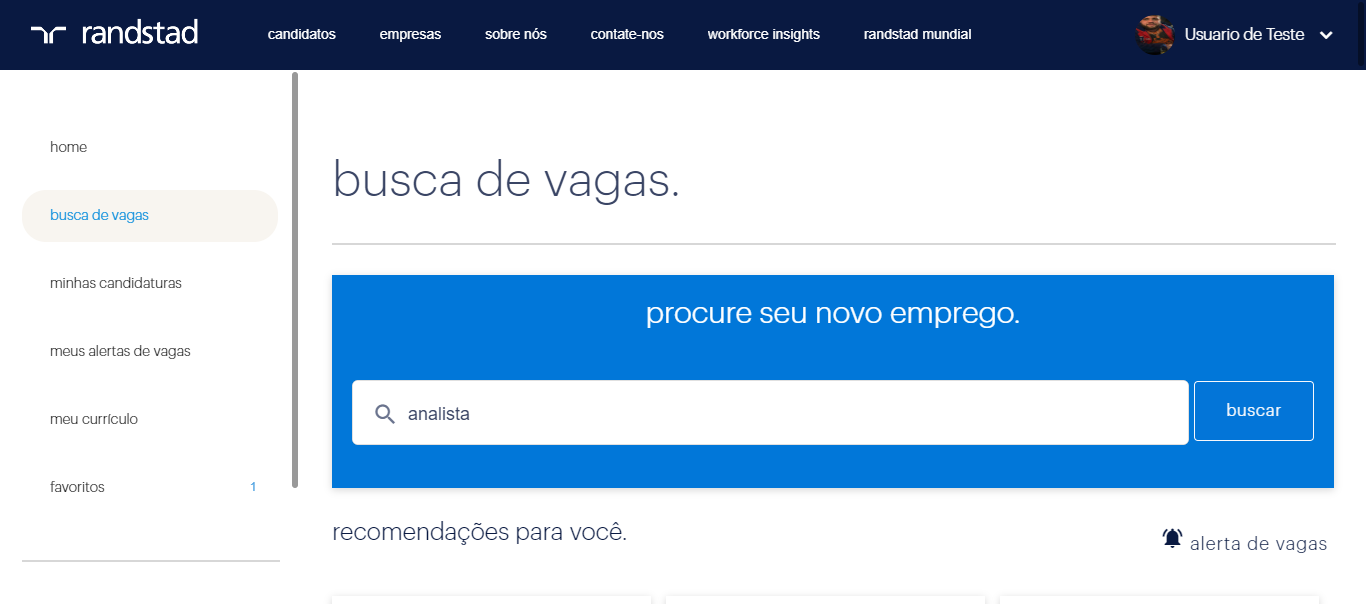 randstad
candidatos
empresas
sobre nós
contate-nos
workforce insights
randstad mundial
Usuario de Teste
home
busca de vagas
minhas candidaturas
meus alertas de vagas
meu currículo
favoritos 1
busca de vagas.
procure seu novo emprego.
analista
buscar
recomendações para você.
alerta de vagas